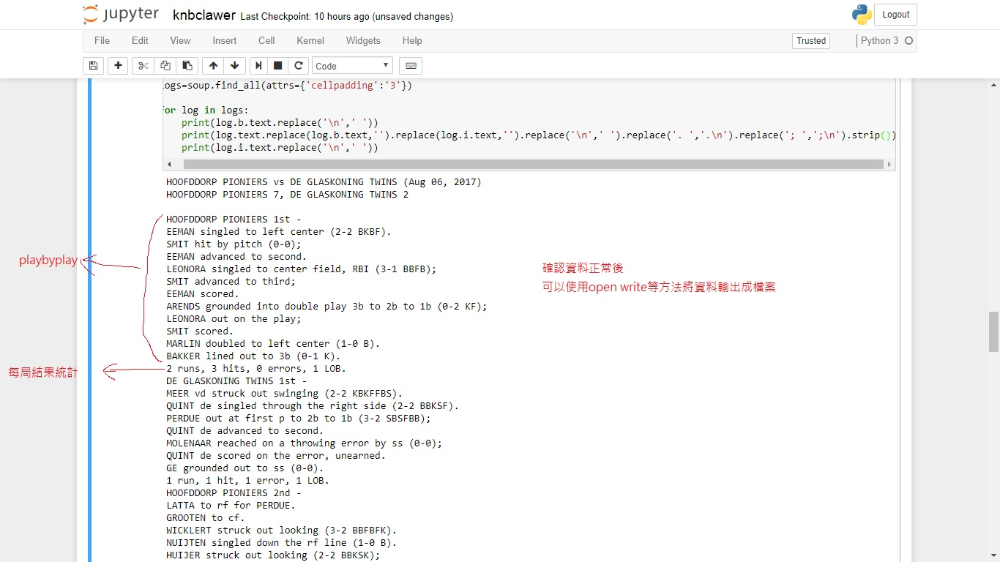 jupyter knbclawer Last Checkpoint: 10 hours ago (unsaved changes) Logout
File Edit View Insert Cell Kernel Widgets Help Trusted Python 3
Code
logs=soup.find_all(attrs={'cellpadding':'3'})
for log in logs:
print(log.b.text.replace('\n',' '))
print(log.text.replace(log.b.text,'').replace(log.i.text,'').replace('\n',' ').replace('. ','.\n').replace('; ',';\n').strip())
print(log.i.text.replace('\n',' '))
HOOFDDORP PIONIERS vs DE GLASKONING TWINS (Aug 06, 2017)
HOOFDDORP PIONIERS 7, DE GLASKONING TWINS 2
HOOFDDORP PIONIERS 1st -
EEMAN singled to left center (2-2 BKBF).
SMIT hit by pitch (0-0);
EEMAN advanced to second.
LEONORA singled to center field, RBI (3-1 BBFB);
SMIT advanced to third;
EEMAN scored.
ARENDS grounded into double play 3b to 2b to 1b (0-2 KF);
LEONORA out on the play;
SMIT scored.
MARLIN doubled to left center (1-0 B).
BAKKER lined out to 3b (0-1 K).
2 runs, 3 hits, 0 errors, 1 LOB.
DE GLASKONING TWINS 1st -
MEER vd struck out swinging (2-2 KBKFFBS).
QUINT de singled through the right side (2-2 BBKSF).
PERDUE out at first p to 2b to 1b (3-2 SBSFBB);
QUINT de advanced to second.
MOLENAAR reached on a throwing error by ss (0-0);
QUINT de scored on the error, unearned.
GE grounded out to ss (0-0).
1 run, 1 hit, 1 error, 1 LOB.
HOOFDDORP PIONIERS 2nd -
LATTA to rf for PERDUE.
GROOTEN to cf.
WICKLERT struck out looking (3-2 BBFBFK).
NUIJTEN singled down the rf line (1-0 B).
HUIJER struck out looking (2-2 BBKSK);
playbyplay
每局結果統計
確認資料正常後
可以使用open write等方法將資料輸出成檔案